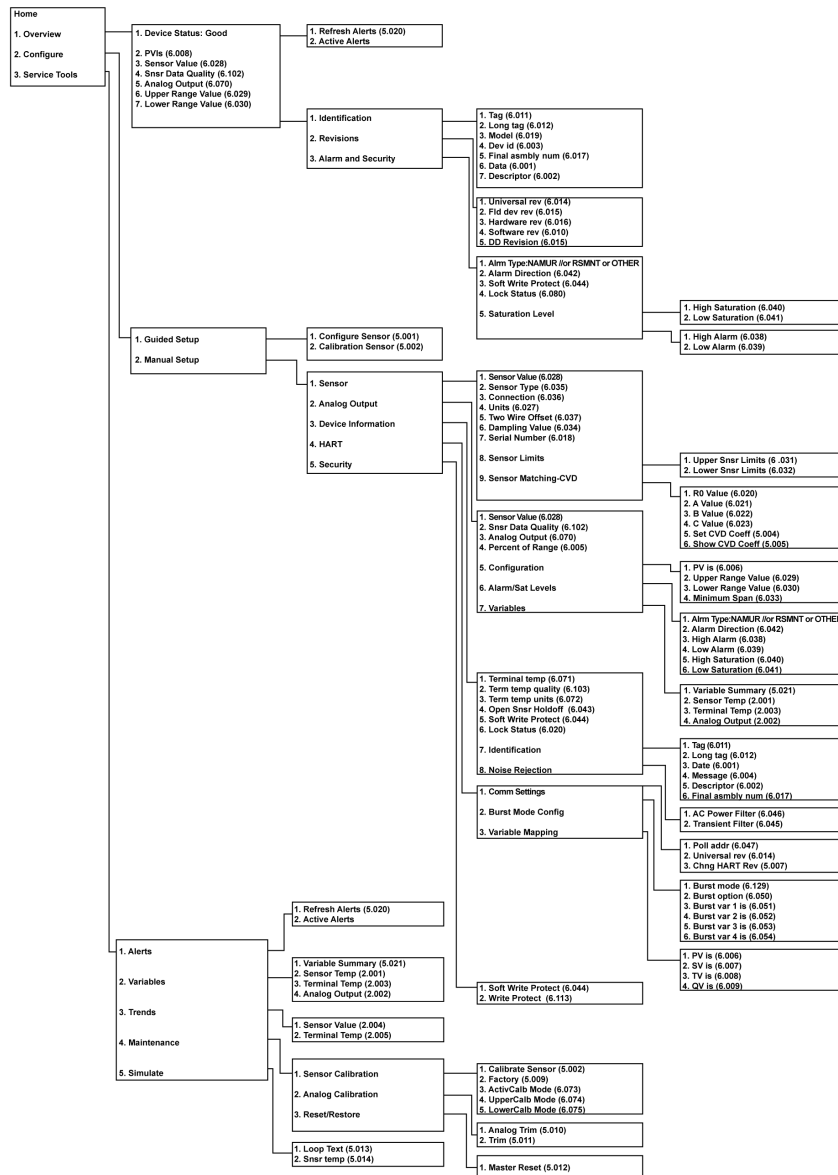 Home
1. Overview
2. Configure
3. Service Tools
1. Device Status: Good
2. PVIs (6.008)
3. Sensor Value (6.028)
4. Snsr Data Quality (6.102)
5. Analog Output (6.070)
6. Upper Range Value (6.029)
7. Lower Range Value (6.030)
1. Refresh Alerts (5.020)
2. Active Alerts
1. Identification
2. Revisions
3. Alarm and Security
1. Tag (6.011)
2. Long tag (6.012)
3. Model (6.019)
4. Dev id (6.003)
5. Final asmbly num (6.017)
6. Data (6.001)
7. Descriptor (6.002)
1. Universal rev (6.014)
2. Fld dev rev (6.015)
3. Hardware rev (6.016)
4. Software rev (6.010)
5. DD Revision (6.015)
1. Alrm Type:NAMUR //or RSMNT or OTHER
2. Alarm Direction (6.042)
3. Soft Write Protect (6.044)
4. Lock Status (6.080)
5. Saturation Level
1. High Saturation (6.040)
2. Low Saturation (6.041)
1. High Alarm (6.038)
2. Low Alarm (6.039)
1. Guided Setup
2. Manual Setup
1. Configure Sensor (5.001)
2. Calibration Sensor (5.002)
1. Sensor
2. Analog Output
3. Device Information
4. HART
5. Security
1. Sensor Value (6.028)
2. Sensor Type (6.035)
3. Connection (6.036)
4. Units (6.027)
5. Two Wire Offset (6.037)
6. Dampling Value (6.034)
7. Serial Number (6.018)
8. Sensor Limits
9. Sensor Matching-CVD
1. Upper Snsr Limits (6 .031)
2. Lower Snsr Limits (6.032)
1. R0 Value (6.020)
2. A Value (6.021)
3. B Value (6.022)
4. C Value (6.023)
5. Set CVD Coeff (5.004)
6. Show CVD Coeff (5.005)
1. Sensor Value (6.028)
2. Snsr Data Quality (6.102)
3. Analog Output (6.070)
4. Percent of Range (6.005)
5. Configuration
6. Alarm/Sat Levels
7. Variables
1. PV is (6.006)
2. Upper Range Value (6.029)
3. Lower Range Value (6.030)
4. Minimum Span (6.033)
1. Alrm Type:NAMUR //or RSMNT or OTHER
2. Alarm Direction (6.042)
3. High Alarm (6.038)
4. Low Alarm (6.039)
5. High Saturation (6.040)
6. Low Saturation (6.041)
1. Variable Summary (5.021)
2. Sensor Temp (2.001)
3. Terminal Temp (2.003)
4. Analog Output (2.002)
1. Terminal temp (6.071)
2. Term temp quality (6.103)
3. Term temp units (6.072)
4. Open Snsr Holdoff (6.043)
5. Soft Write Protect (6.044)
6. Lock Status (6.020)
7. Identification
8. Noise Rejection
1. Tag (6.011)
2. Long tag (6.012)
3. Date (6.001)
4. Message (6.004)
5. Descriptor (6.002)
6. Final asmbly num (6.017)
1. AC Power Filter (6.046)
2. Transient Filter (6.045)
1. Comm Settings
2. Burst Mode Config
3. Variable Mapping
1. Poll addr (6.047)
2. Universal rev (6.014)
3. Chng HART Rev (5.007)
1. Burst mode (6.129)
2. Burst option (6.050)
3. Burst var 1 is (6.051)
4. Burst var 2 is (6.052)
5. Burst var 3 is (6.053)
6. Burst var 4 is (6.054)
1. PV is (6.006)
2. SV is (6.007)
3. TV is (6.008)
4. QV is (6.009)
1. Soft Write Protect (6.044)
2. Write Protect (6.113)
1. Alerts
2. Variables
3. Trends
4. Maintenance
5. Simulate
1. Refresh Alerts (5.020)
2. Active Alerts
1. Variable Summary (5.021)
2. Sensor Temp (2.001)
3. Terminal Temp (2.003)
4. Analog Output (2.002)
1. Sensor Value (2.004)
2. Terminal Temp (2.005)
1. Sensor Calibration
2. Analog Calibration
3. Reset/Restore
1. Calibrate Sensor (5.002)
2. Factory (5.009)
3. ActivCalb Mode (6.073)
4. UpperCalb Mode (6.074)
5. LowerCalb Mode (6.075)
1. Analog Trim (5.010)
2. Trim (5.011)
1. Master Reset (5.012)
1. Loop Text (5.013)
2. Snsr temp (5.014)